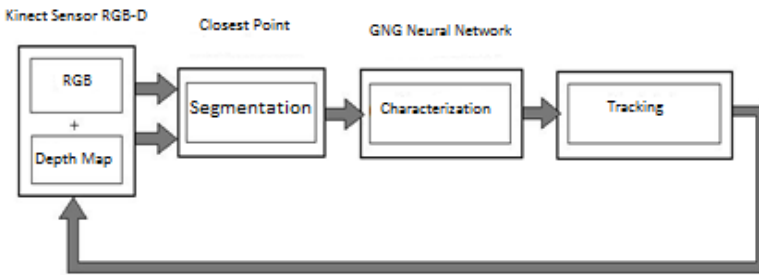 Kinect Sensor RGB-D
Closest Point
GNG Neural Network
RGB
+
Depth Map
Segmentation
Characterization
Tracking